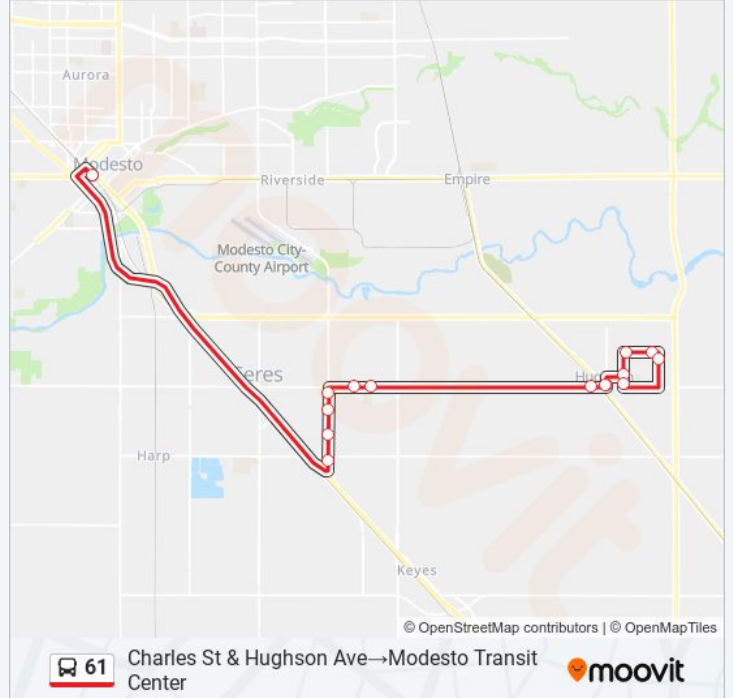 Aurora
Modesto
Riverside
Empire
Modesto City-
County Airport
Ceres
Hughson
Harp
Keyes
moovit
© OpenStreetMap contributors | © OpenMapTiles
61
Charles St & Hughson Ave→Modesto Transit
Center
moovit